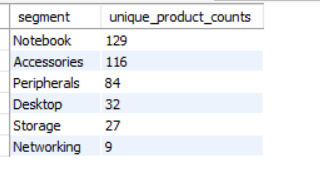 segment unique_product_counts
Notebook 129
Accessories 116
Peripherals 84
Desktop 32
Storage 27
Networking 9